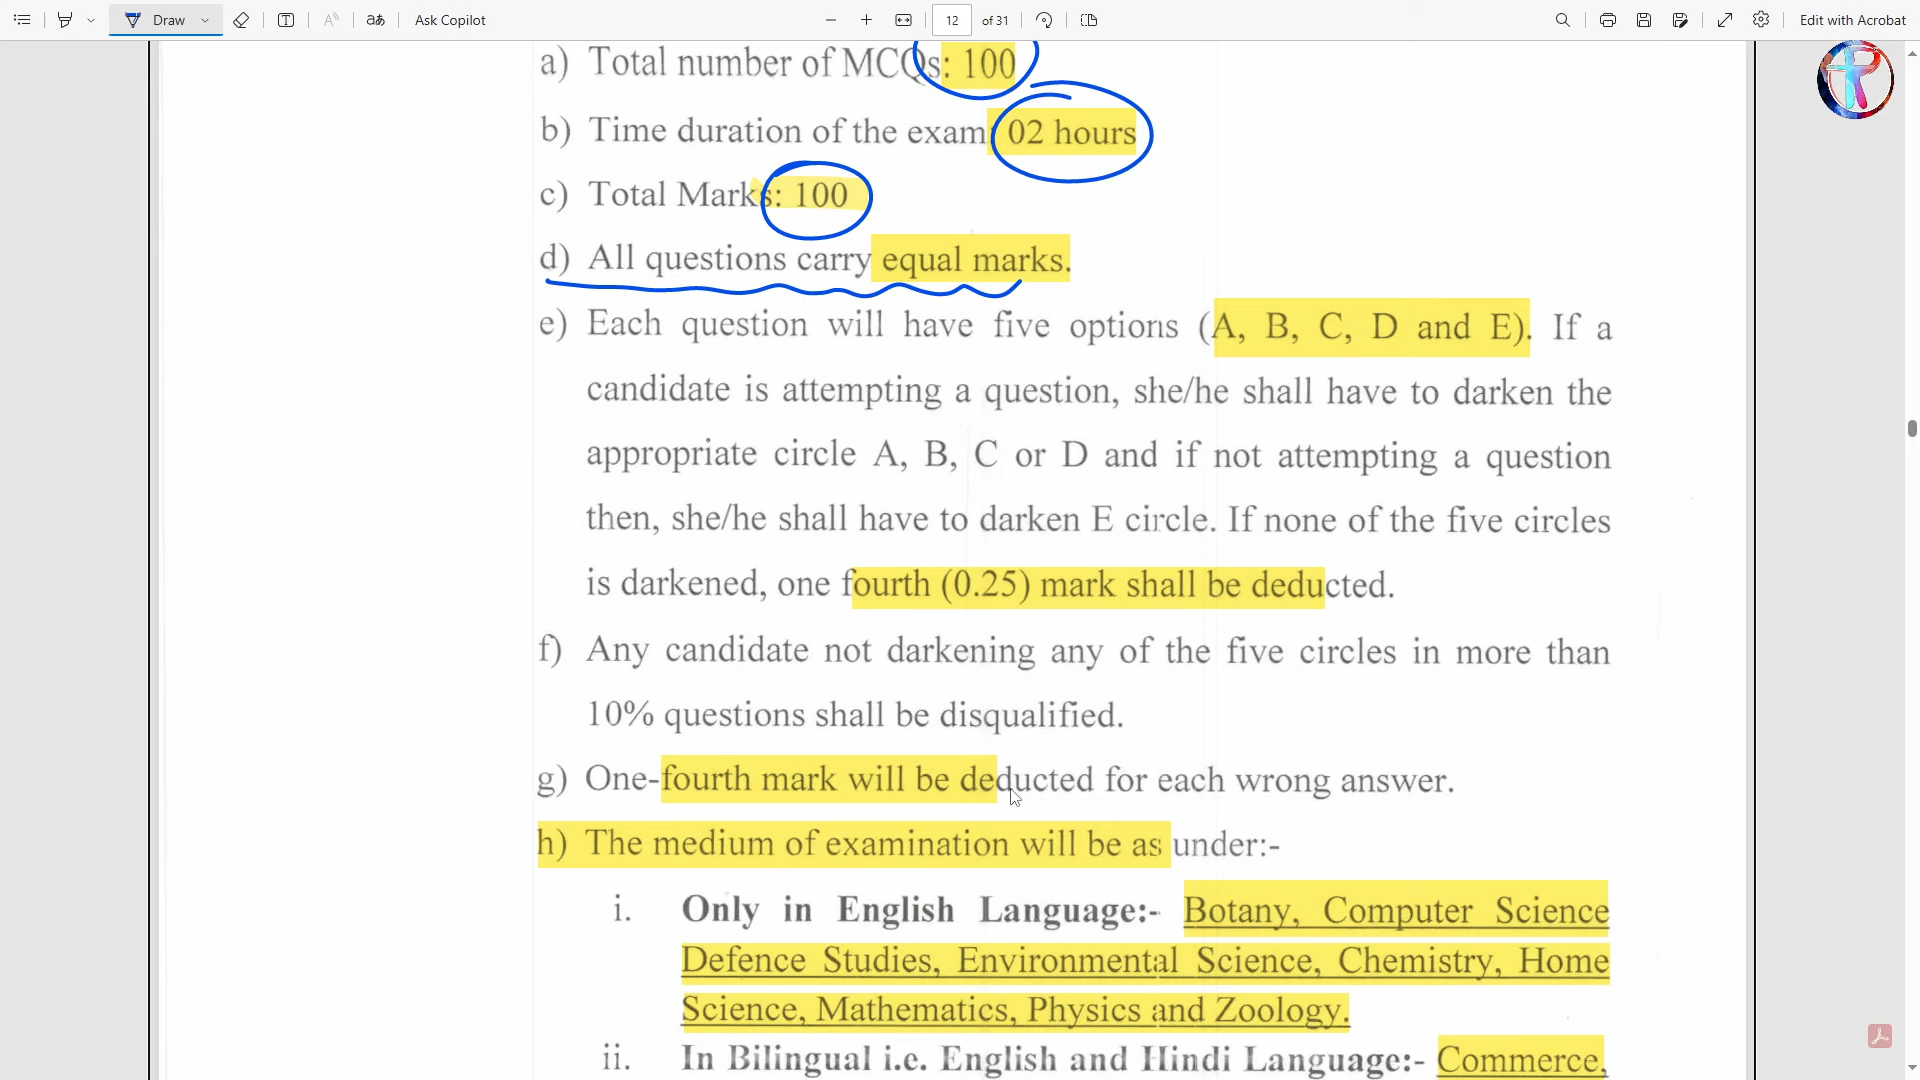 Draw
aあ
Ask Copilot
12 of 31
Edit with Acrobat
a) Total number of MCQs: 100
b) Time duration of the exam: 02 hours
c) Total Marks: 100
d) All questions carry equal marks.
e) Each question will have five options (A, B, C, D and E). If a
candidate is attempting a question, she/he shall have to darken the
appropriate circle A, B, C or D and if not attempting a question
then, she/he shall have to darken E circle. If none of the five circles
is darkened, one fourth (0.25) mark shall be deducted.
f) Any candidate not darkening any of the five circles in more than
10% questions shall be disqualified.
g) One-fourth mark will be deducted for each wrong answer.
h) The medium of examination will be as under:-
i. Only in English Language:- Botany, Computer Science
Defence Studies, Environmental Science, Chemistry, Home
Science, Mathematics, Physics and Zoology.
ii. In Bilingual i.e. English and Hindi Language:- Commerce,